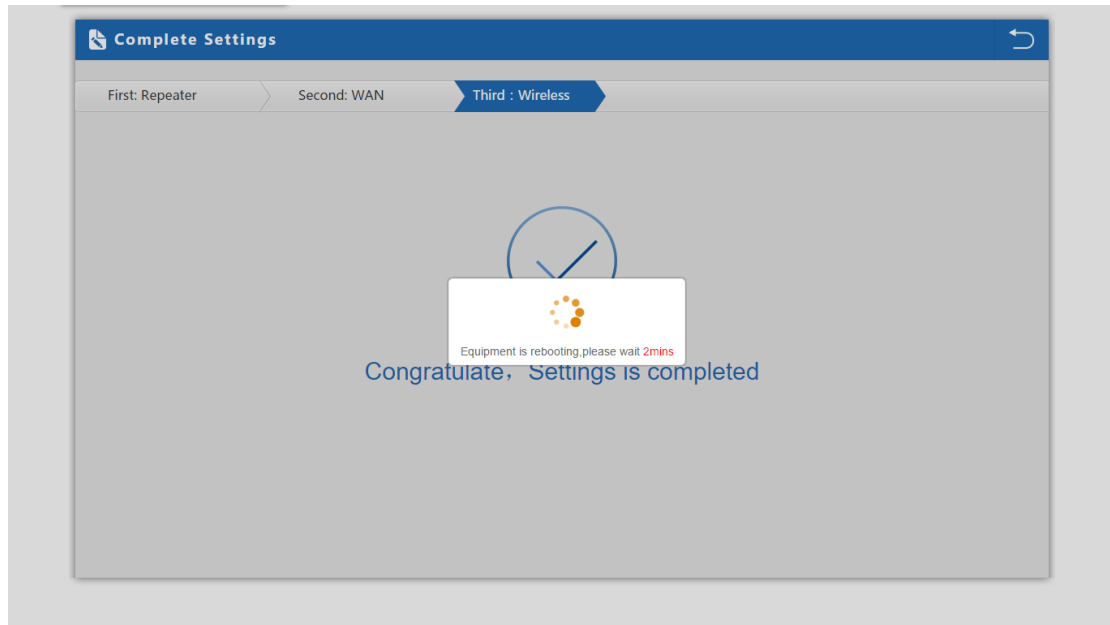 Complete Settings
First: Repeater Second: WAN Third : Wireless
Equipment is rebooting,please wait 2mins
Congratulate，Settings is completed